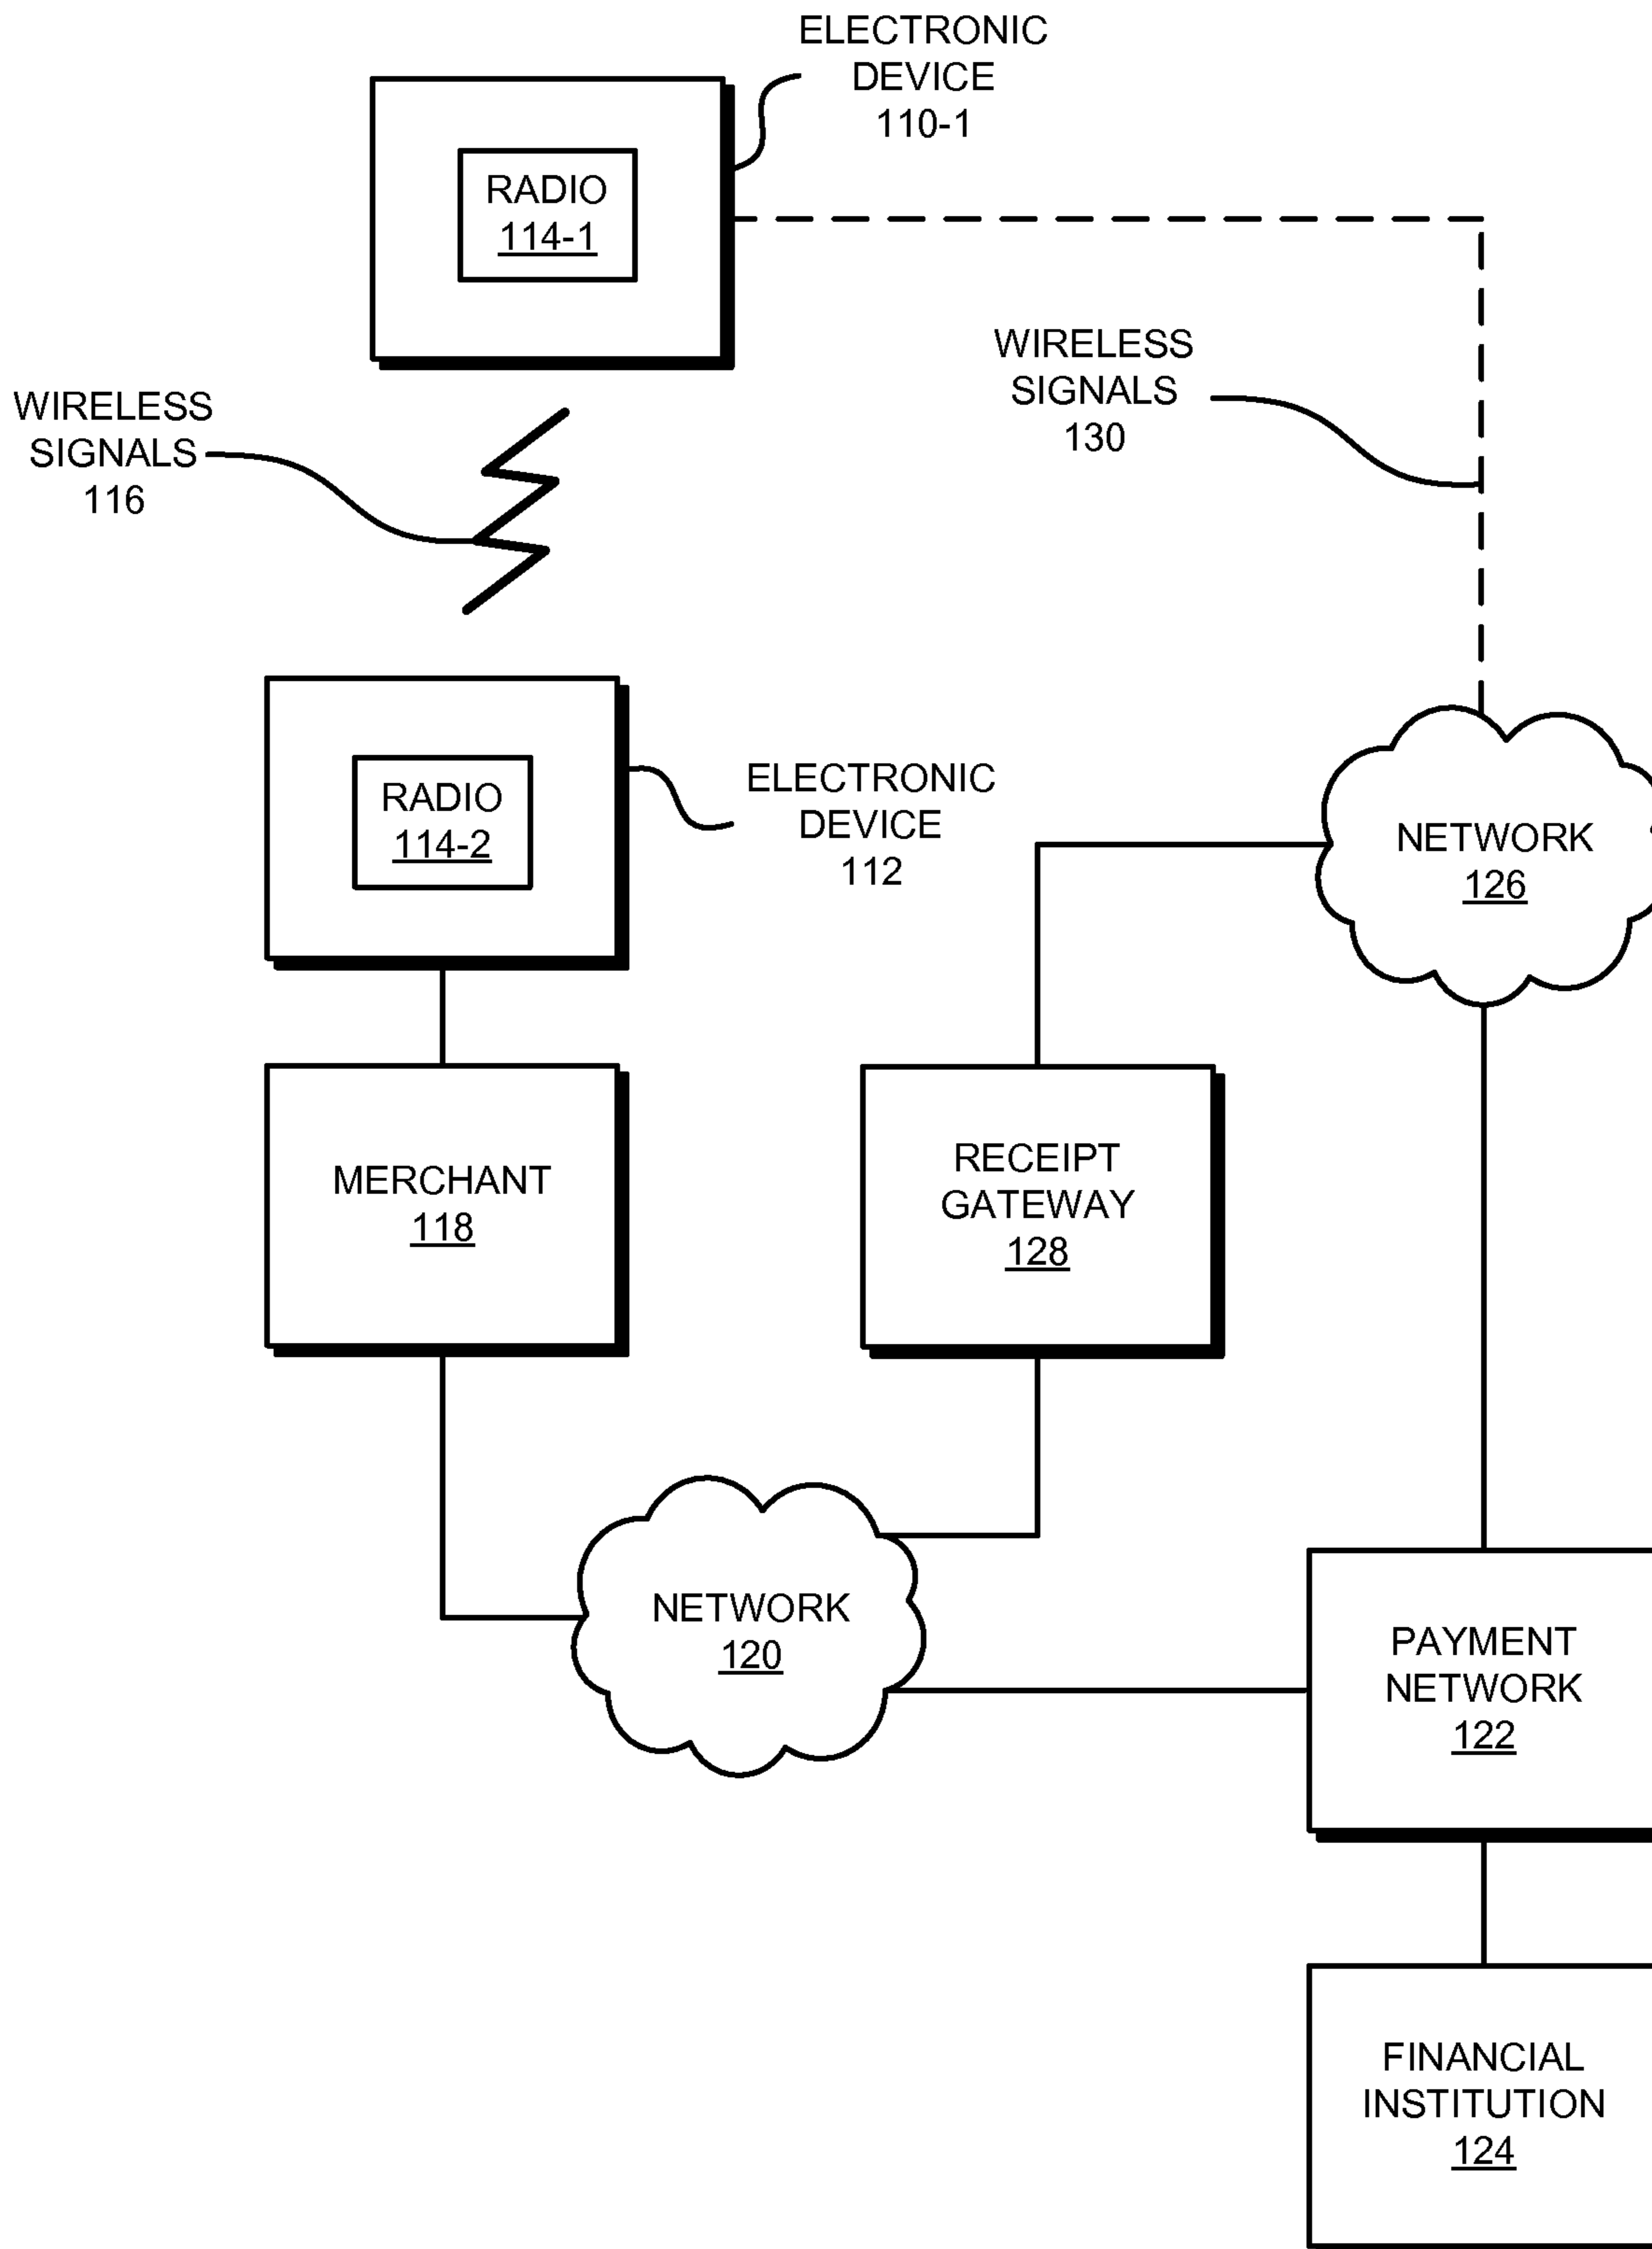 ELECTRONIC
DEVICE
110-1
RADIO
114-1
WIRELESS
SIGNALS
130
WIRELESS
SIGNALS
116
ELECTRONIC
DEVICE
112
RADIO
114-2
NETWORK
126
MERCHANT
118
RECEIPT
GATEWAY
128
NETWORK
120
PAYMENT
NETWORK
122
FINANCIAL
INSTITUTION
124